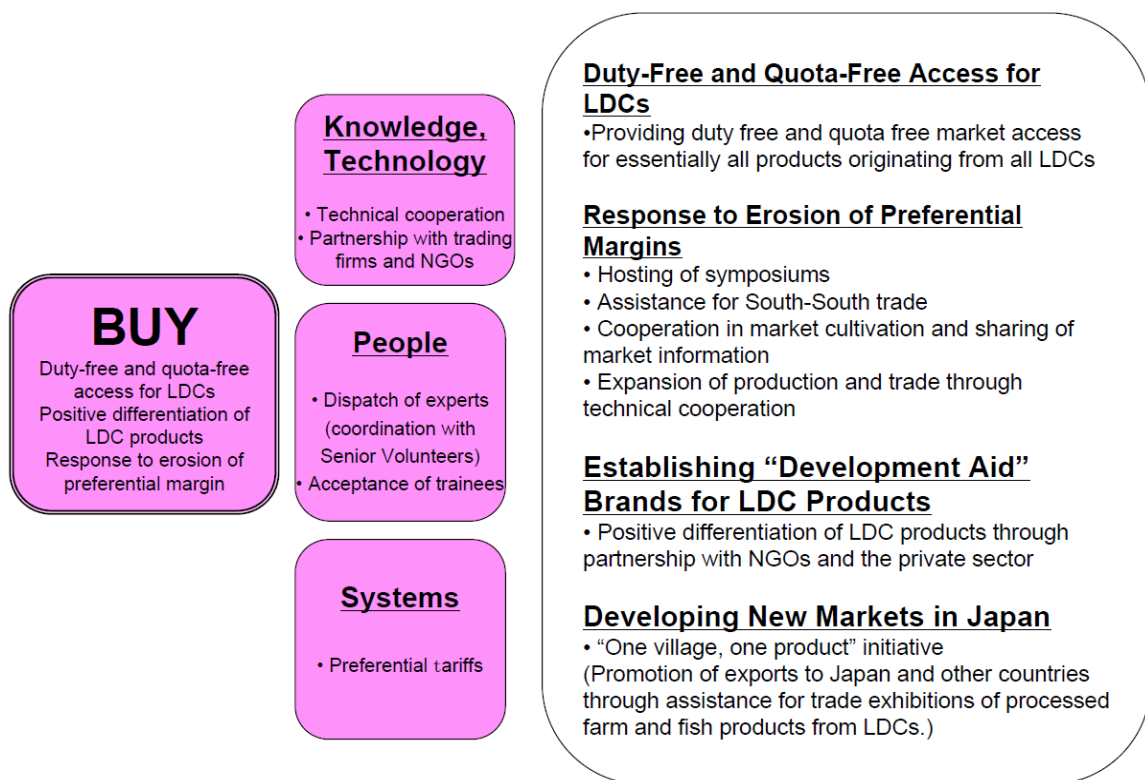 BUY
Duty-free and quota-free
access for LDCs
Positive differentiation of
LDC products
Response to erosion of
preferential margin
Knowledge,
Technology
• Technical cooperation
• Partnership with trading
firms and NGOs
People
• Dispatch of experts
(coordination with
Senior Volunteers)
• Acceptance of trainees
Systems
• Preferential tariffs
Duty-Free and Quota-Free Access for
LDCs
•Providing duty free and quota free market access
for essentially all products originating from all LDCs
Response to Erosion of Preferential
Margins
• Hosting of symposiums
• Assistance for South-South trade
• Cooperation in market cultivation and sharing of
market information
• Expansion of production and trade through
technical cooperation
Establishing “Development Aid”
Brands for LDC Products
• Positive differentiation of LDC products through
partnership with NGOs and the private sector
Developing New Markets in Japan
• “One village, one product” initiative
(Promotion of exports to Japan and other countries
through assistance for trade exhibitions of processed
farm and fish products from LDCs.)